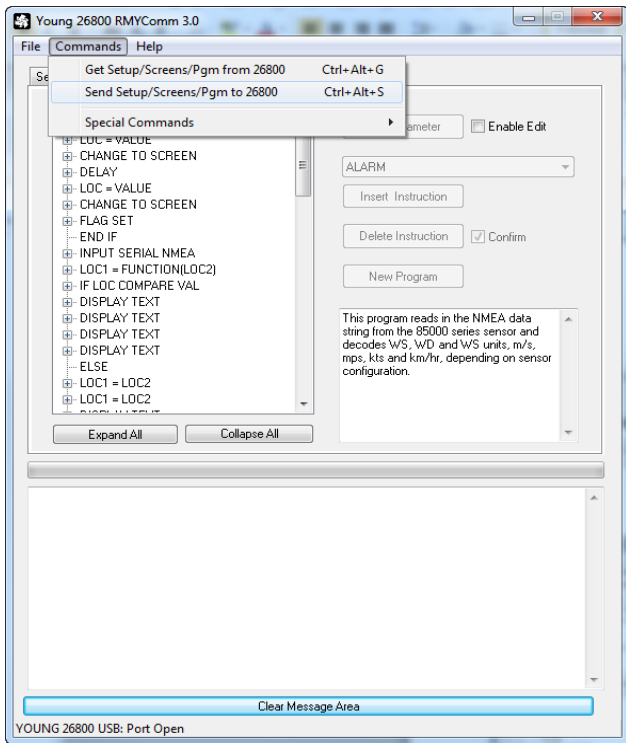 Young 26800 RMYComm 3.0
File Commands Help
Get Setup/Screens/Pgm from 26800 Ctrl+Alt+G
Send Setup/Screens/Pgm to 26800 Ctrl+Alt+S
Special Commands
Se
ameter
Enable Edit
LOC = VALUE
CHANGE TO SCREEN
DELAY
LOC = VALUE
CHANGE TO SCREEN
FLAG SET
END IF
INPUT SERIAL NMEA
LOC1 = FUNCTION(LOC2)
IF LOC COMPARE VAL
DISPLAY TEXT
DISPLAY TEXT
DISPLAY TEXT
DISPLAY TEXT
ELSE
LOC1 = LOC2
LOC1 = LOC2
Expand All Collapse All
ALARM
Insert Instruction
Delete Instruction Confirm
New Program
This program reads in the NMEA data
string from the 85000 series sensor and
decodes WS, WD and WS units, m/s,
mps, kts and km/hr, depending on sensor
configuration.
Clear Message Area
YOUNG 26800 USB: Port Open